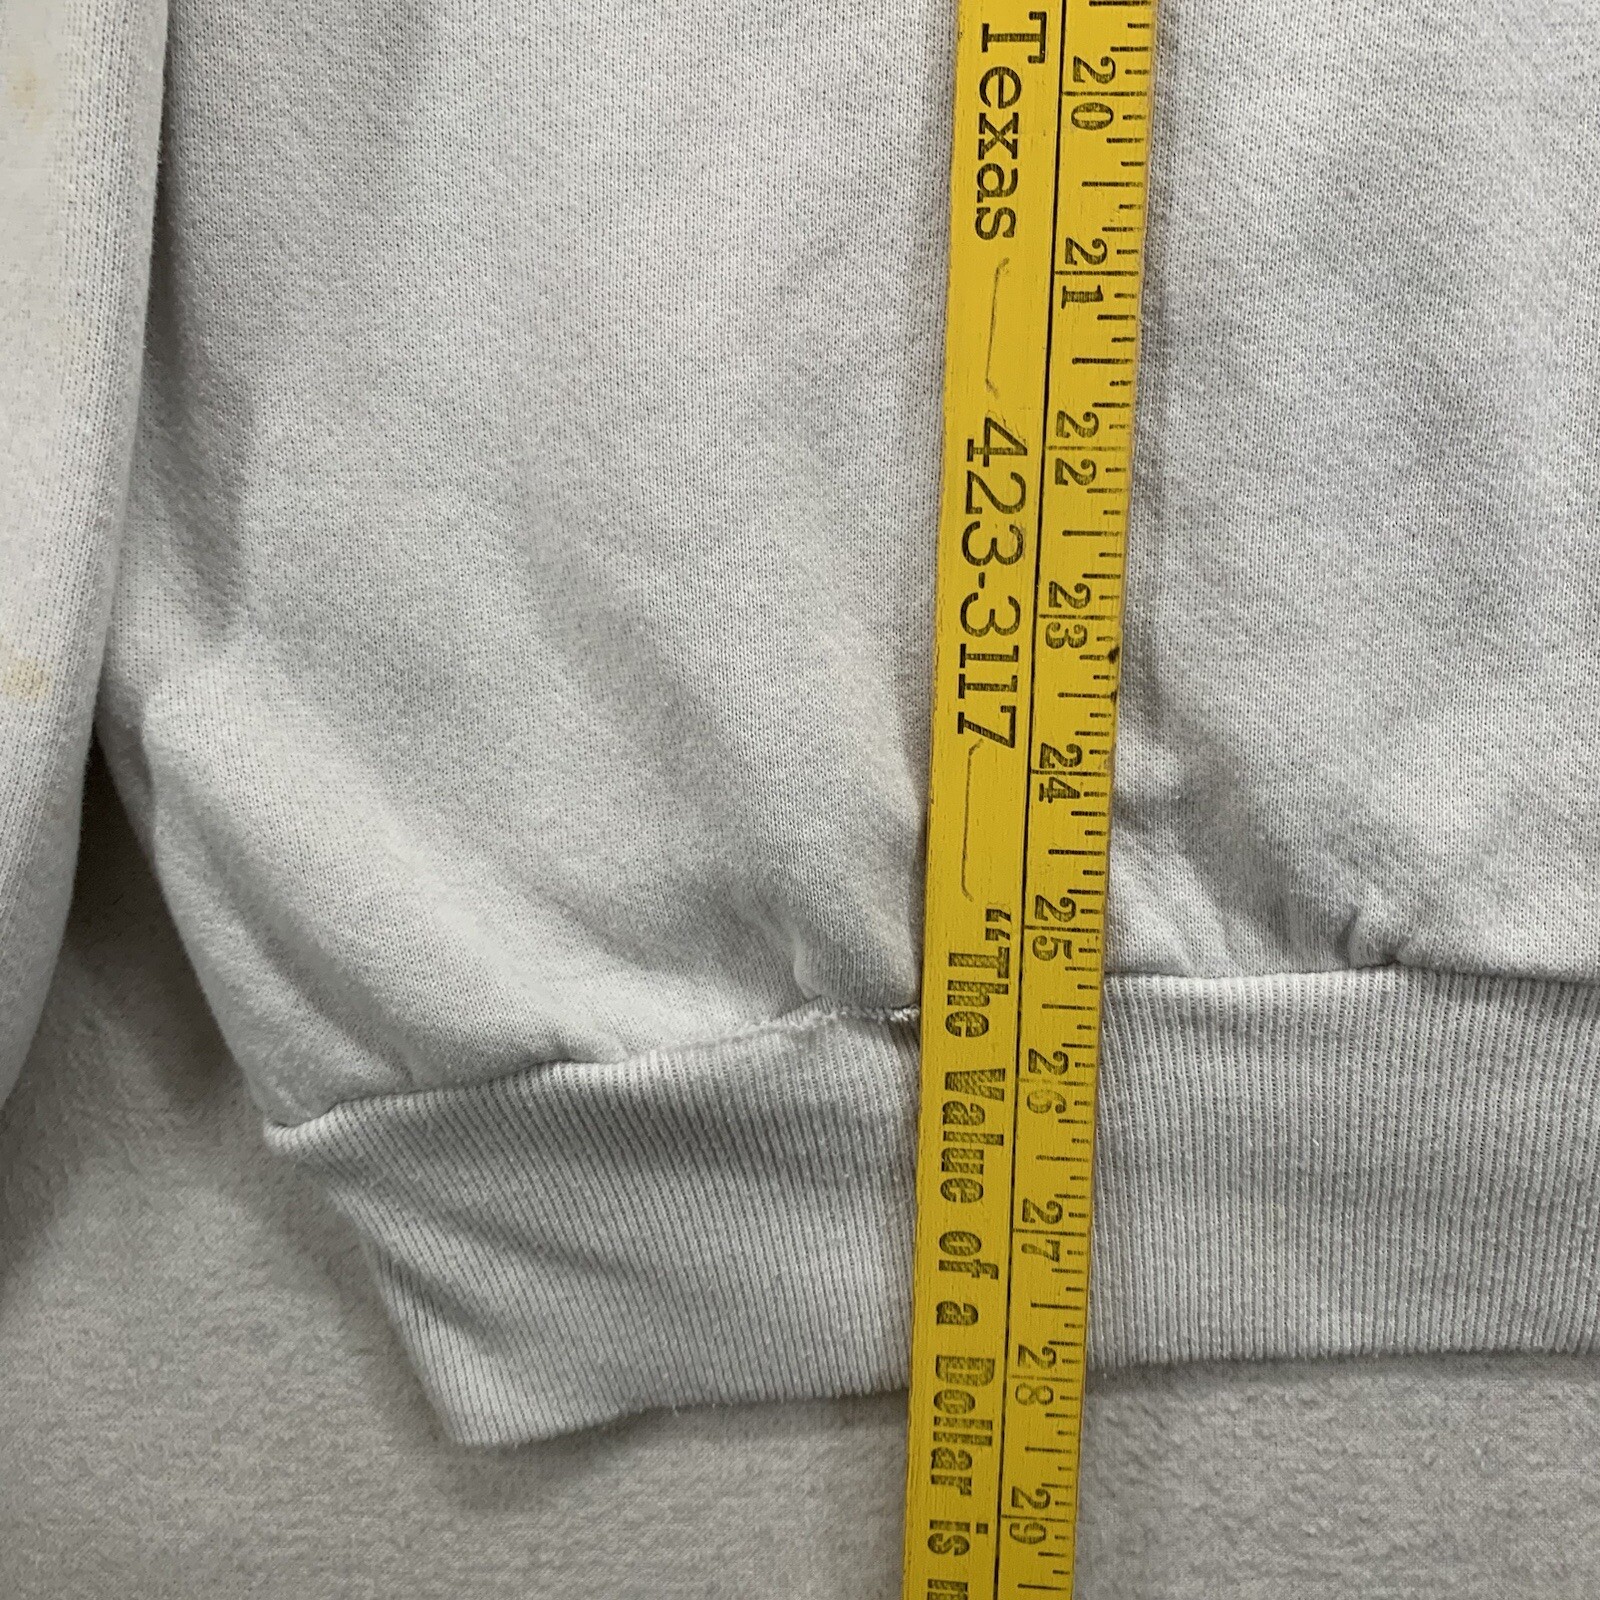 Texas 423-3117 "The Value of a Dollar is
20 21 22 23 24 25 26 27 28 29